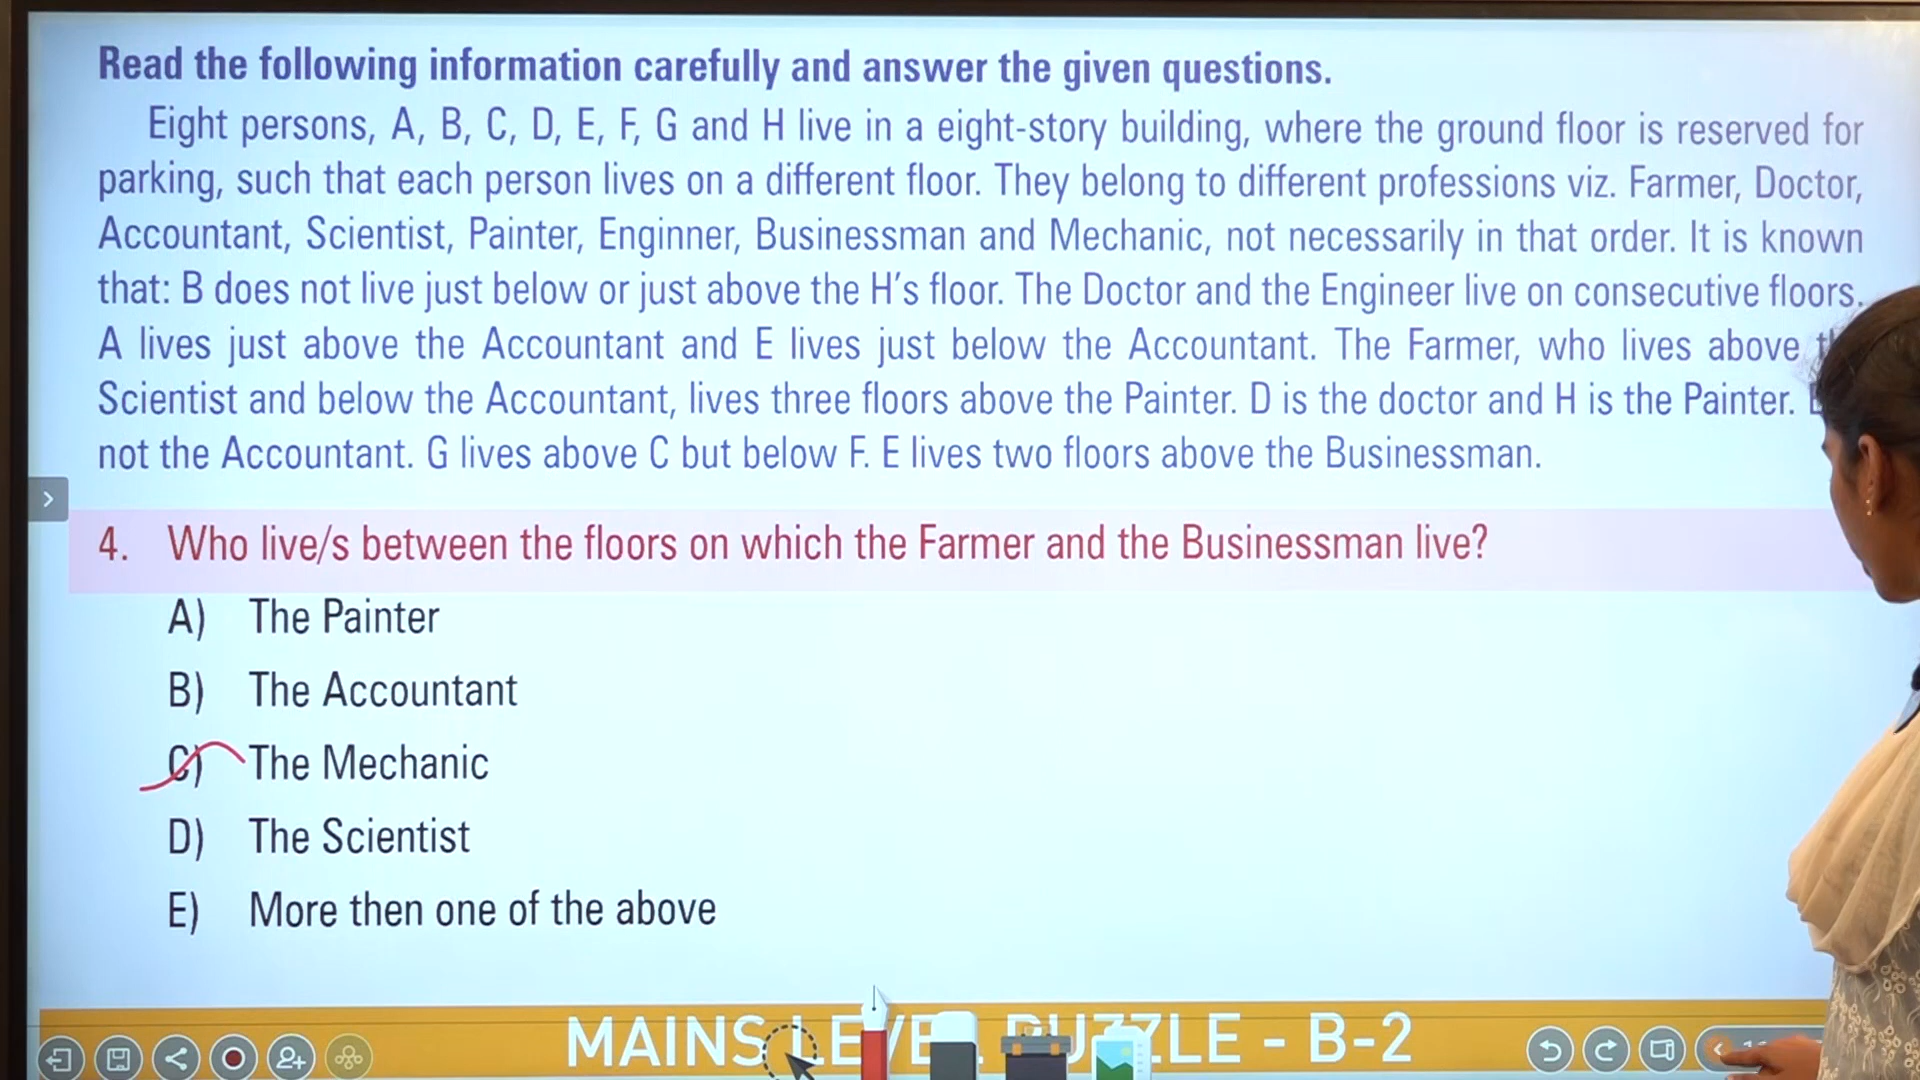 Read the following information carefully and answer the given questions.
Eight persons, A, B, C, D, E, F, G and H live in a eight-story building, where the ground floor is reserved for
parking, such that each person lives on a different floor. They belong to different professions viz. Farmer, Doctor,
Accountant, Scientist, Painter, Enginner, Businessman and Mechanic, not necessarily in that order. It is known
that: B does not live just below or just above the H's floor. The Doctor and the Engineer live on consecutive floors.
A lives just above the Accountant and E lives just below the Accountant. The Farmer, who lives above
Scientist and below the Accountant, lives three floors above the Painter. D is the doctor and H is the Painter.
not the Accountant. G lives above C but below F. E lives two floors above the Businessman.
4. Who live/s between the floors on which the Farmer and the Businessman live?
A) The Painter
B) The Accountant
C) The Mechanic
D) The Scientist
E) More then one of the above
MAINS LEVEL PUZZLE - B-2